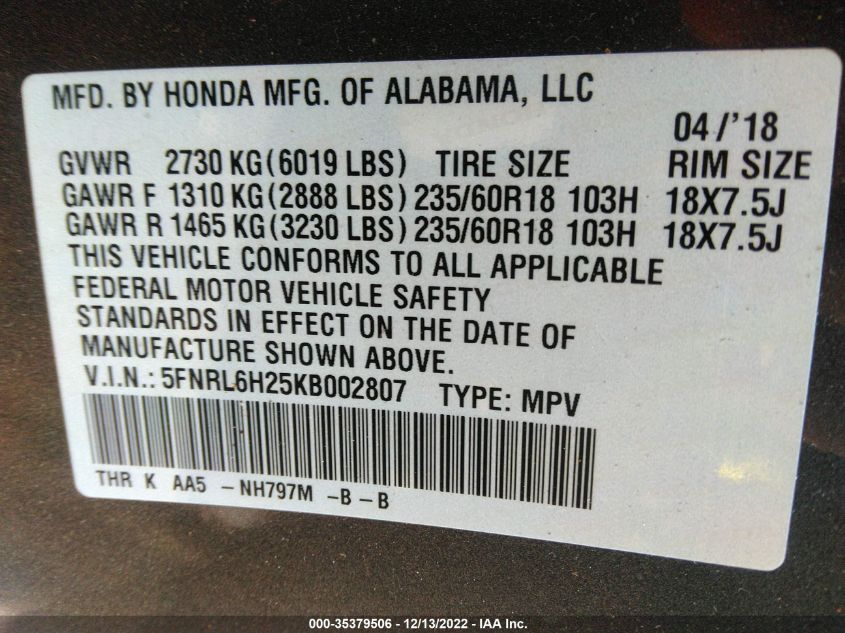 MFD. BY HONDA MFG. OF ALABAMA, LLC
04/'18
GVWR 2730 KG(6019 LBS) TIRE SIZE RIM SIZE
GAWR F 1310 KG(2888 LBS) 235/60R18 103H 18X7.5J
GAWR R 1465 KG(3230 LBS) 235/60R18 103H 18X7.5J
THIS VEHICLE CONFORMS TO ALL APPLICABLE
FEDERAL MOTOR VEHICLE SAFETY
STANDARDS IN EFFECT ON THE DATE OF
MANUFACTURE SHOWN ABOVE.
V.I.N.: 5FNRL6H25KB002807 TYPE: MPV
THR K AA5 -NH797M -B-B
000-35379506 - 12/13/2022 - IAA Inc.